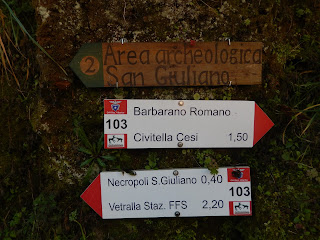 2 Area archeologica
San Giuliano
Barbarano Romano
103
Civitella Cesi 1,50
Necropoli S.Giuliano 0,40
103
Vetralla Staz. FFS 2,20